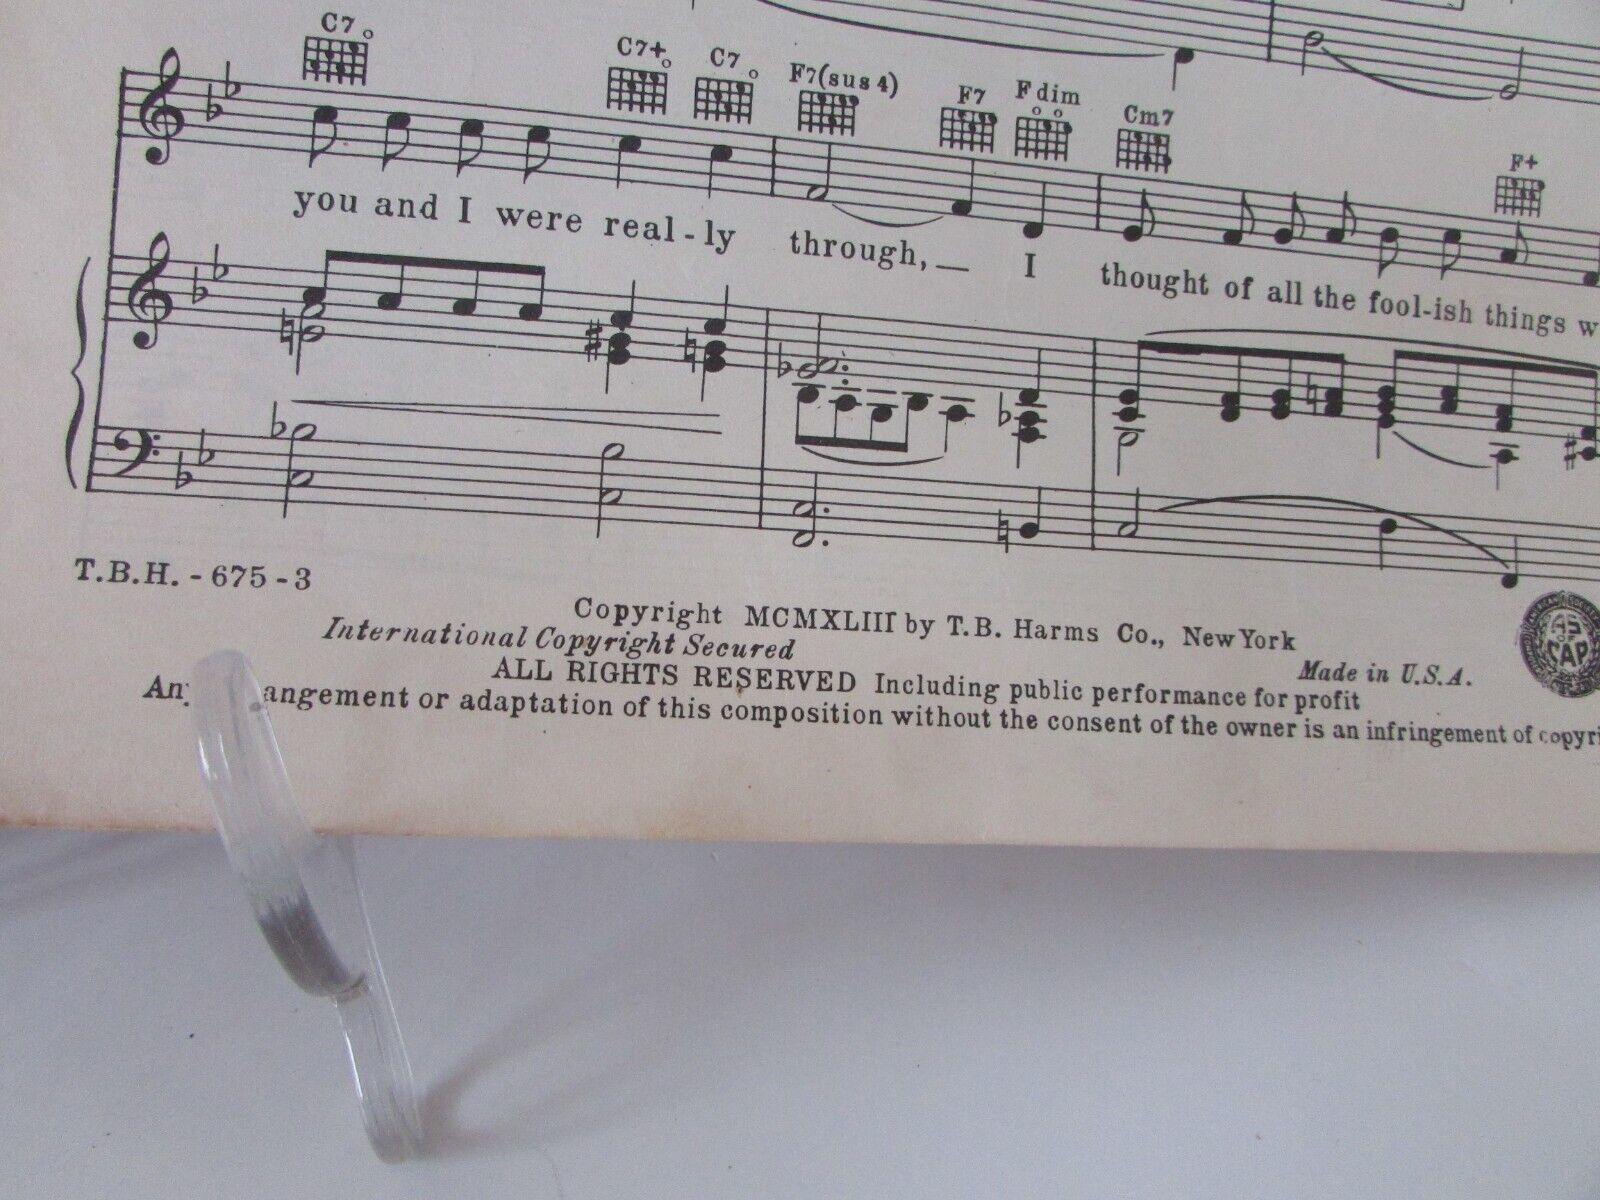 C7 C7+ C7 F7(sus 4) F7 F dim Cm7 F+
you and I were real - ly through, — I thought of all the fool-ish things
T.B.H. - 675 - 3
Copyright MCMXLIII by T.B. Harms Co., New York
International Copyright Secured
Made in U.S.A.
ALL RIGHTS RESERVED Including public performance for profit
angement or adaptation of this composition without the consent of the owner is an infringement of
AS OF CAP